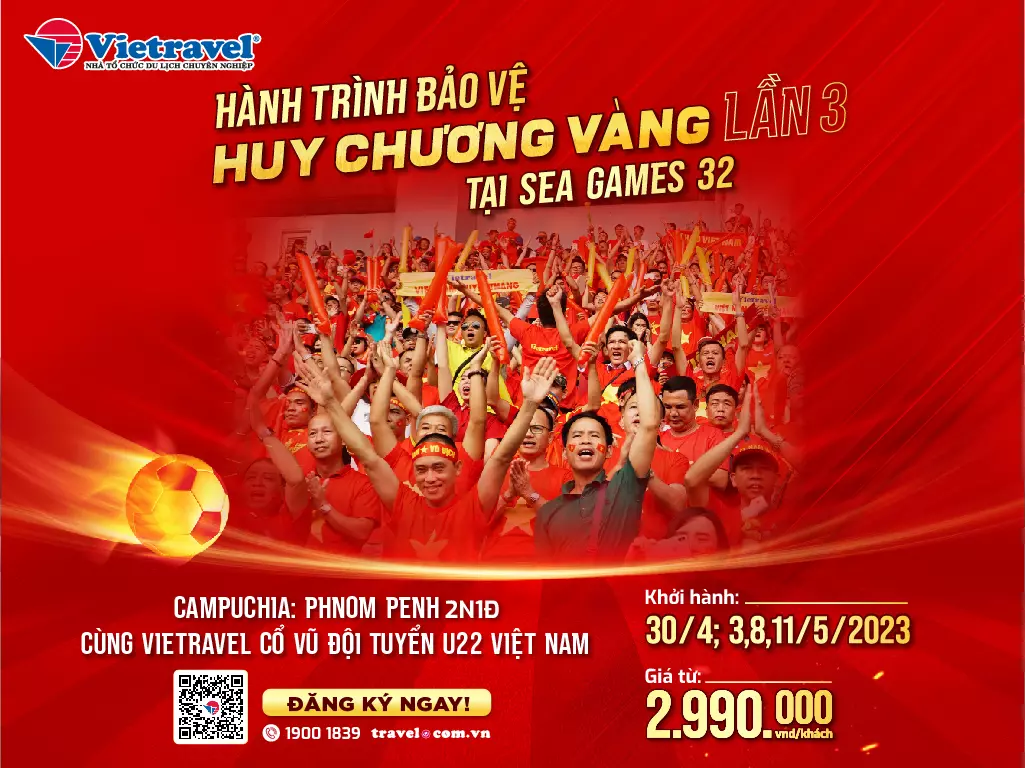 Vietravel®
NHÀ TỔ CHỨC DU LỊCH CHUYÊN NGHIỆP
HÀNH TRÌNH BẢO VỆ
HUY CHƯƠNG VÀNG LẦN 3
TẠI SEA GAMES 32
VIỆT NAM
CAMPUCHIA: PHNOM PENH 2N1Đ
CÙNG VIETRAVEL CỔ VŨ ĐỘI TUYỂN U22 VIỆT NAM
ĐĂNG KÝ NGAY!
1900 1839 travel.com.vn
Khởi hành:
30/4; 3,8,11/5/2023
Giá từ:
2.990.000
vnd/khách